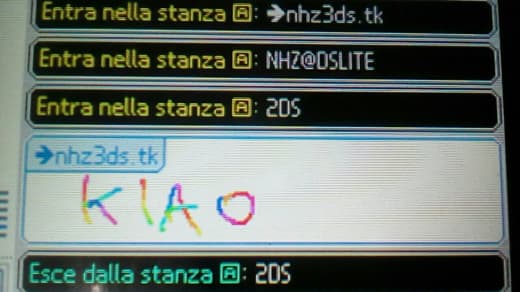 Entra nella stanza A: →nhz3ds.tk
Entra nella stanza A: NHZ@DSLITE
Entra nella stanza A: 2DS
→nhz3ds.tk
KIAO
Esce dalla stanza A: 2DS